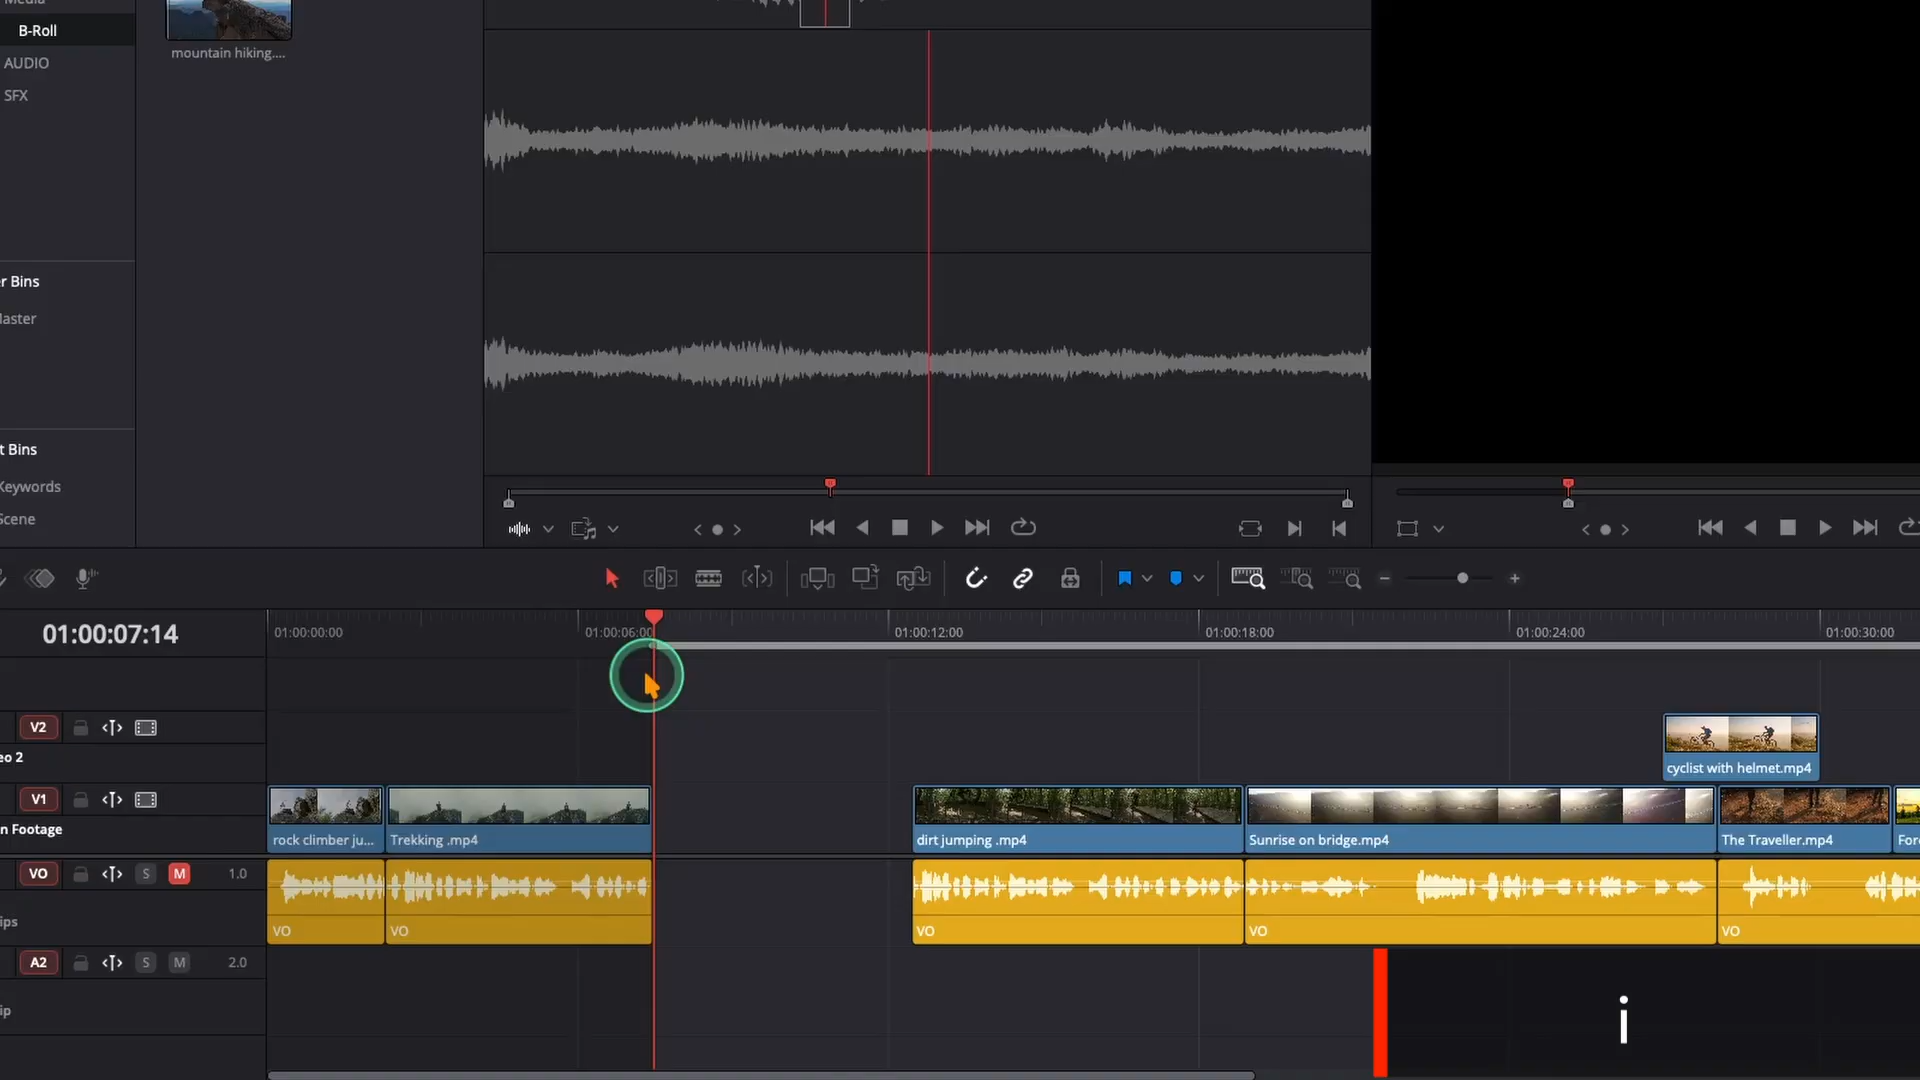 Media
B-Roll
mountain hiking....
AUDIO
SFX
r Bins
Master
t Bins
Keywords
Scene
01:00:07:14
01:00:00:00
01:00:06:00
01:00:12:00
01:00:18:00
01:00:24:00
01:00:30:00
V2
eo 2
cyclist with helmet.mp4
V1
n Footage
rock climber ju...
Trekking .mp4
dirt jumping .mp4
Sunrise on bridge.mp4
The Traveller.mp4
For
VO
S
M
1.0
ips
VO
VO
VO
VO
VO
A2
S
M
2.0
ip
i